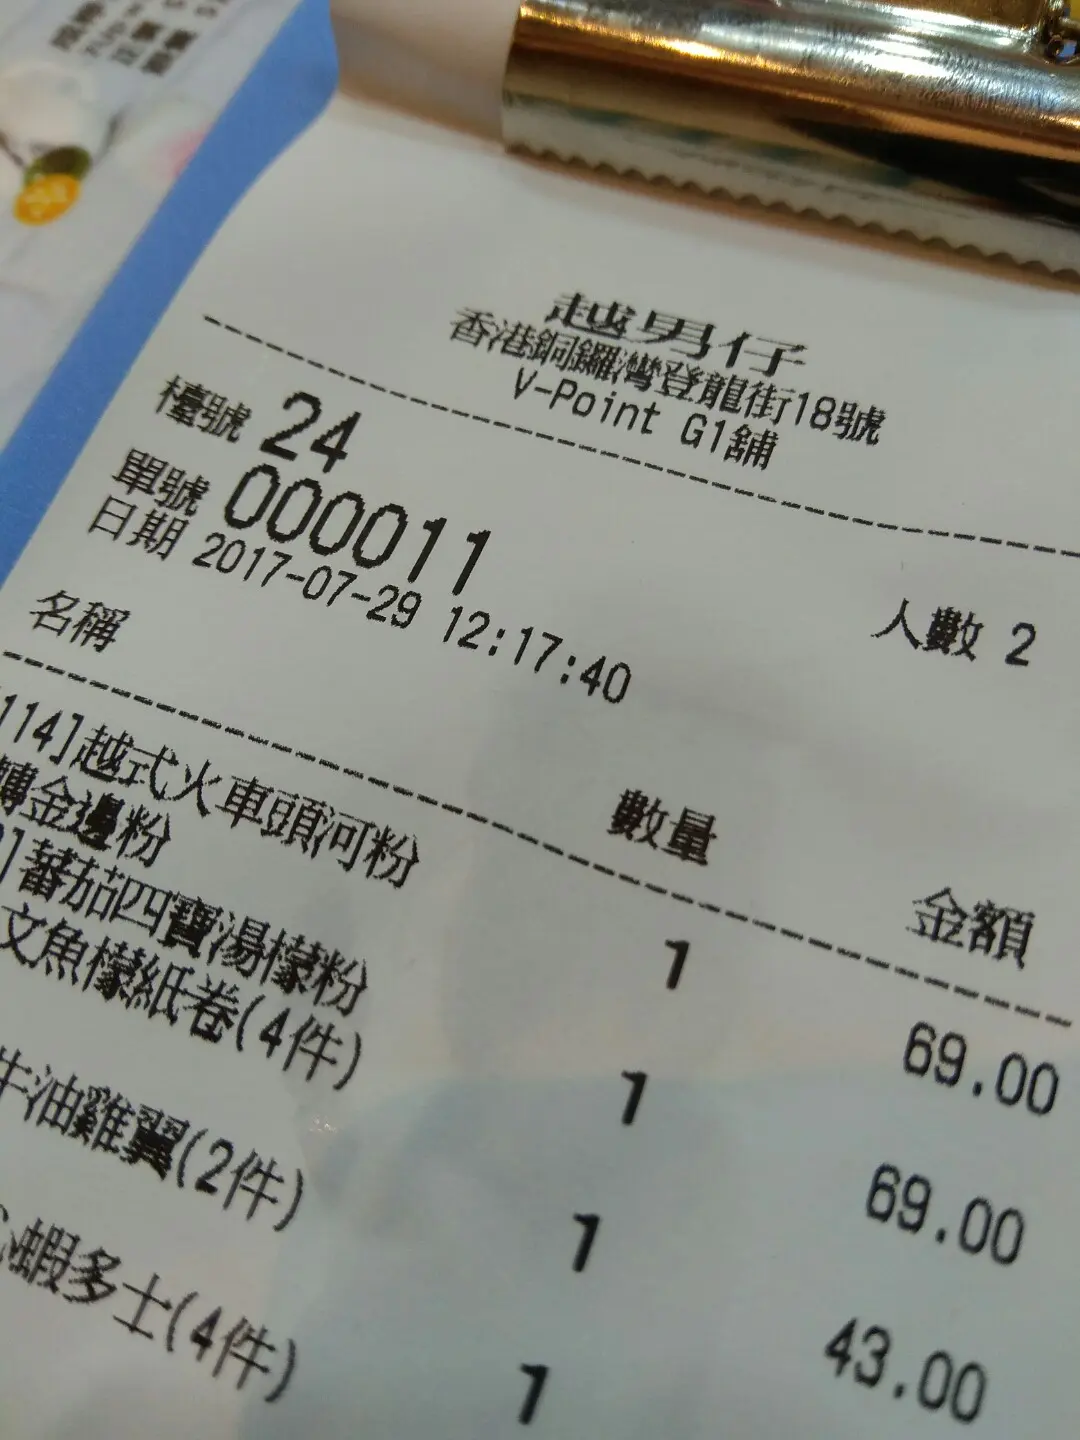 越男仔
香港銅鑼灣登龍街18號
V-Point G1舖
檯號 24
單號 000011
人數 2
日期 2017-07-29 12:17:40
名稱 數量 金額
114]越式火車頭河粉 1 69.00
轉金邊粉
]蕃茄四寶湯檬粉 1 69.00
文魚檬紙卷(4件) 1 43.00
牛油雞翼(2件) 1
蝦多士(4件)